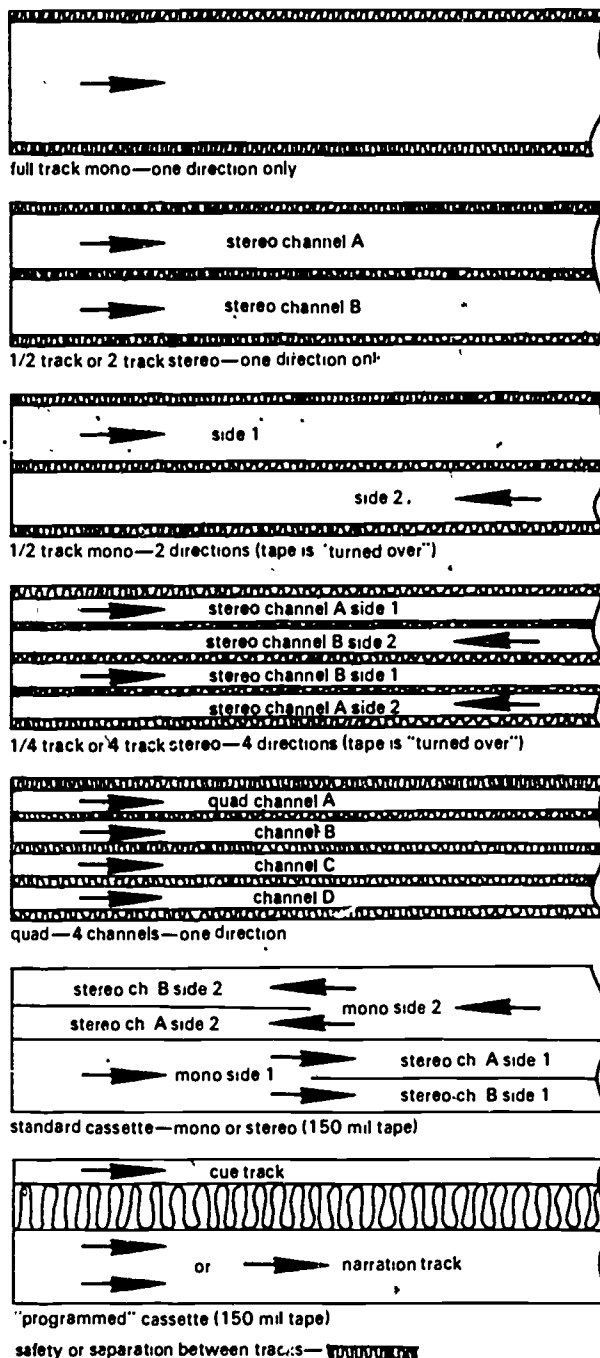 full track mono—one direction only
stereo channel A
stereo channel B
1/2 track or 2 track stereo—one direction only
side 1
side 2.
1/2 track mono—2 directions (tape is "turned over")
stereo channel A side 1
stereo channel B side 2
stereo channel B side 1
stereo channel A side 2
1/4 track or 4 track stereo—4 directions (tape is "turned over")
quad channel A
channel B
channel C
channel D
quad—4 channels—one direction
stereo ch B side 2
mono side 2
stereo ch A side 2
stereo ch A side 1
mono side 1
stereo-ch B side 1
standard cassette—mono or stereo (150 mil tape)
cue track
or narration track
"programmed" cassette (150 mil tape)
safety or separation between tracks—